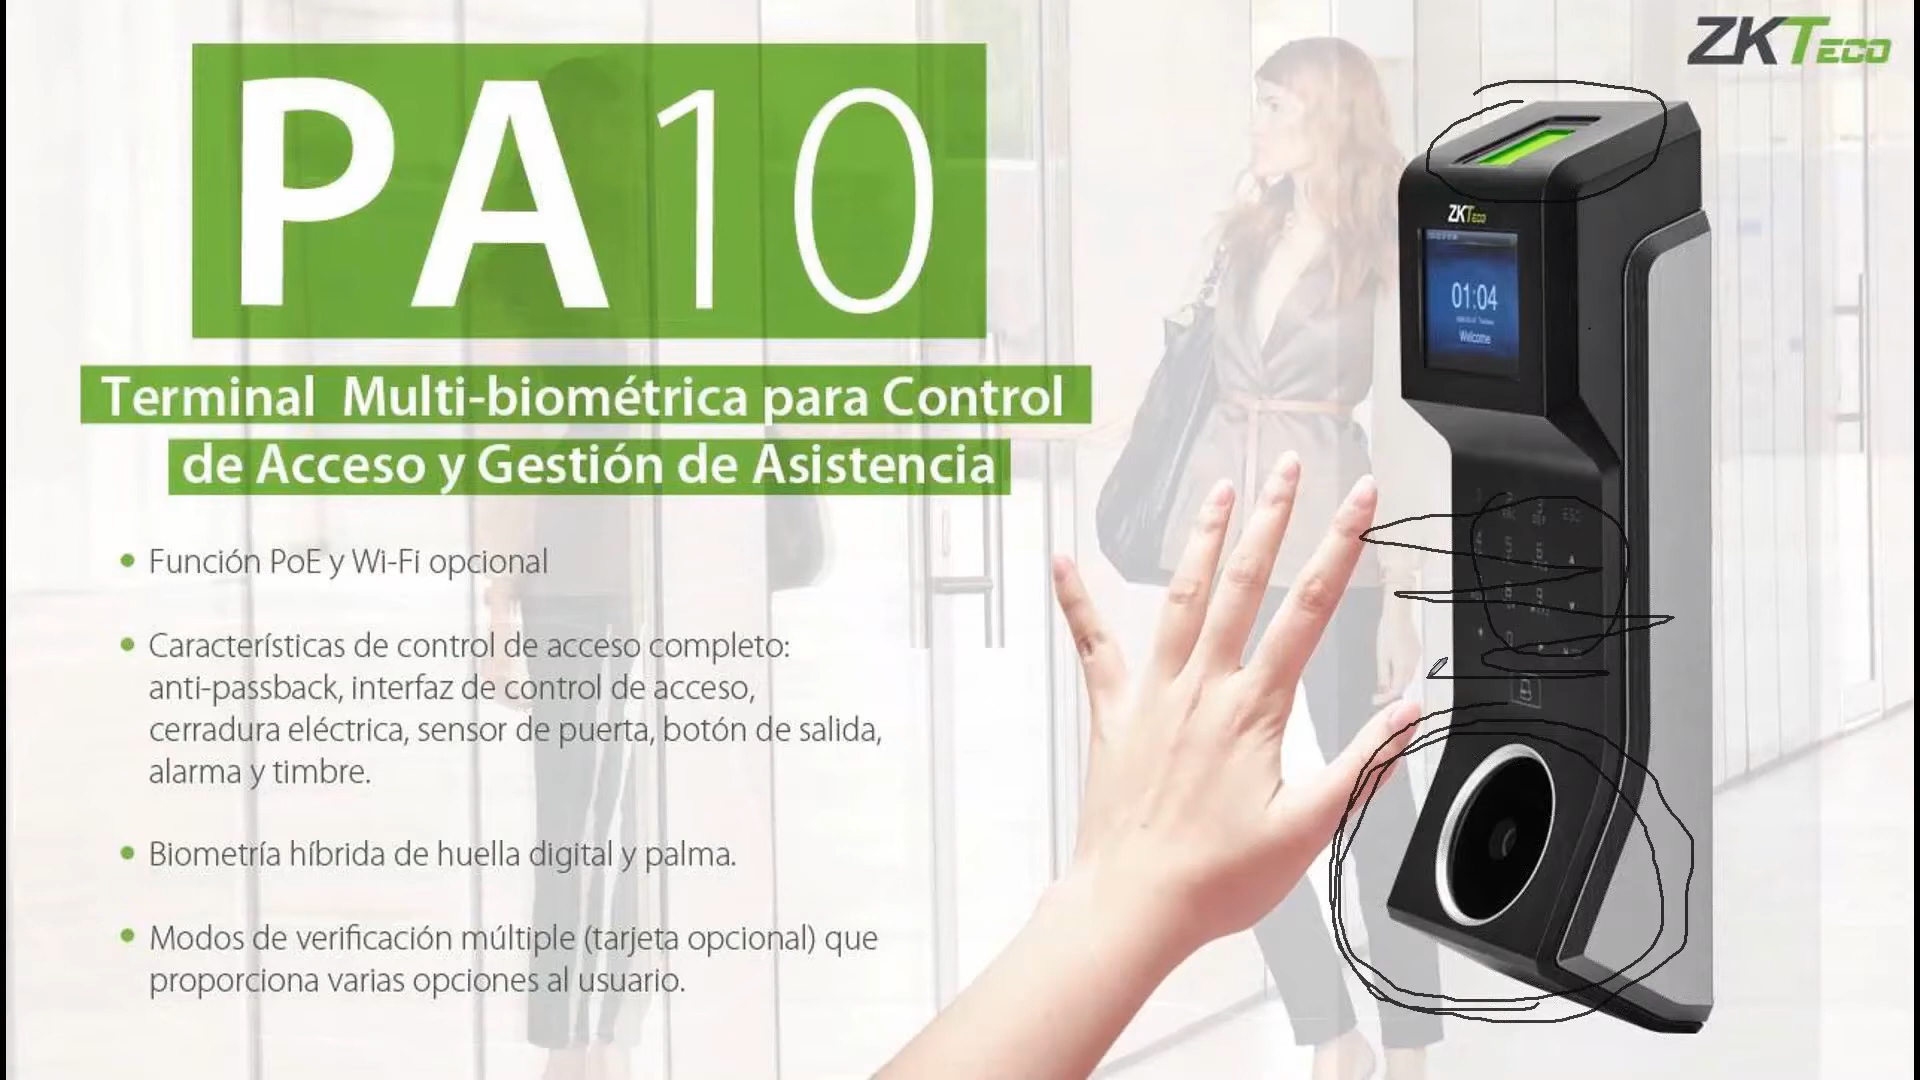 ZKTeco
PA10
Terminal Multi-biométrica para Control
de Acceso y Gestión de Asistencia
• Función PoE y Wi-Fi opcional
• Características de control de acceso completo:
anti-passback, interfaz de control de acceso,
cerradura eléctrica, sensor de puerta, botón de salida,
alarma y timbre.
• Biometría híbrida de huella digital y palma.
• Modos de verificación múltiple (tarjeta opcional) que
proporciona varias opciones al usuario.
ZKTeco
01:04
Welcome
ESC